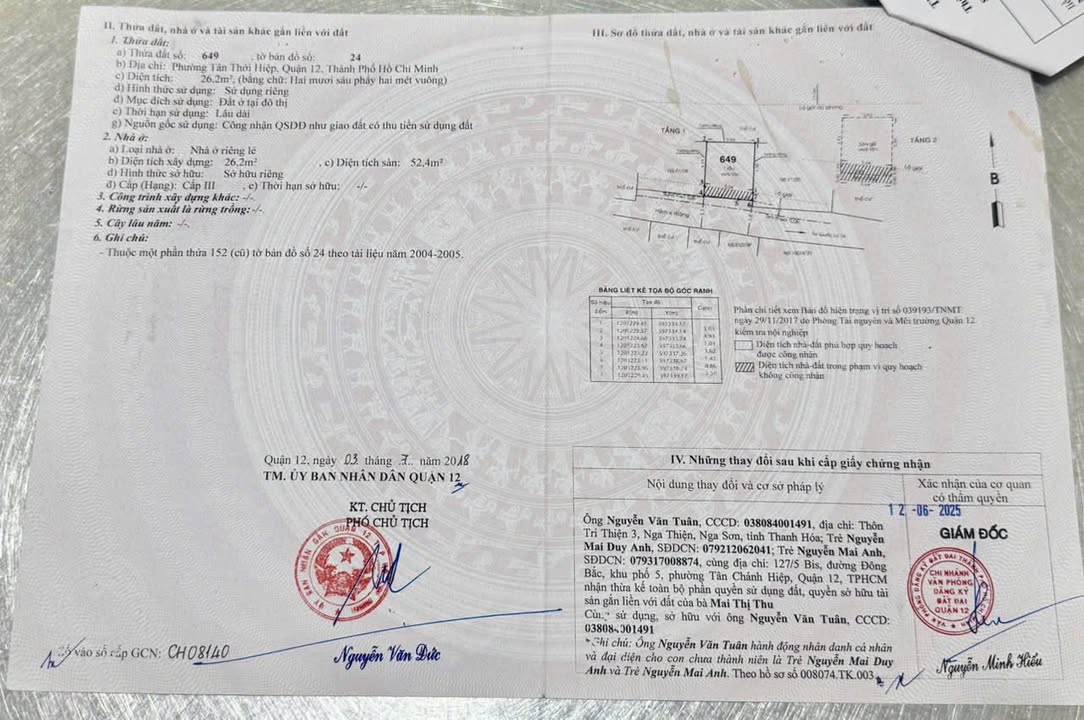 II. Thửa đất, nhà ở và tài sản khác gắn liền với đất
1. Thửa đất:
a) Thửa đất số: 649 , tờ bản đồ số: 24
b) Địa chỉ: Phường Tân Thới Hiệp, Quận 12, Thành Phố Hồ Chí Minh
c) Diện tích: 26,2m², (bằng chữ: Hai mươi sáu phẩy hai mét vuông)
d) Hình thức sử dụng: Sử dụng riêng
đ) Mục đích sử dụng: Đất ở tại đô thị
e) Thời hạn sử dụng: Lâu dài
g) Nguồn gốc sử dụng: Công nhận QSDĐ như giao đất có thu tiền sử dụng đất
2. Nhà ở:
a) Loại nhà ở: Nhà ở riêng lẻ
b) Diện tích xây dựng: 26,2m² , c) Diện tích sàn: 52,4m²
d) Hình thức sở hữu: Sở hữu riêng
đ) Cấp (Hạng): Cấp III , e) Thời hạn sở hữu: -/-
3. Công trình xây dựng khác: -/-
4. Rừng sản xuất là rừng trồng:-/-
5. Cây lâu năm: -/-
6. Ghi chú:
- Thuộc một phần thửa 152 (cũ) tờ bản đồ số 24 theo tài liệu năm 2004-2005.
Quận 12, ngày 03 tháng 7 năm 2018
TM. ỦY BAN NHÂN DÂN QUẬN 12
KT. CHỦ TỊCH
PHÓ CHỦ TỊCH
Nguyễn Văn Đức
Số vào sổ cấp GCN: CH08140
III. Sơ đồ thửa đất, nhà ở và tài sản khác gắn liền với đất
TẦNG 1
TẦNG 2
649
B
BẢNG LIỆT KÊ TỌA ĐỘ GÓC RANH
Số hiệu điểm Tọa độ Cạnh
Phần chi tiết xem Bản đồ hiện trạng vị trí số 039193/TNMT
ngày 29/11/2017 do Phòng Tài nguyên và Môi trường Quận 12
kiểm tra nội nghiệp
Diện tích nhà-đất phù hợp quy hoạch
được công nhận
Diện tích nhà-đất trong phạm vi quy hoạch
không công nhận
IV. Những thay đổi sau khi cấp giấy chứng nhận
Nội dung thay đổi và cơ sở pháp lý
Xác nhận của cơ quan
có thẩm quyền
12-06-2025
Ông Nguyễn Văn Tuân, CCCD: 038084001491, địa chỉ: Thôn
Tri Thiện 3, Nga Thiện, Nga Sơn, tỉnh Thanh Hóa; Trẻ Nguyễn
Mai Duy Anh, SĐDCN: 079212062041; Trẻ Nguyễn Mai Anh,
SĐDCN: 079317008874, cùng địa chỉ: 127/5 Bis, đường Đông
Bắc, khu phố 5, phường Tân Chánh Hiệp, Quận 12, TPHCM
nhận thừa kế toàn bộ phần quyền sử dụng đất, quyền sở hữu tài
sản gắn liền với đất của bà Mai Thị Thu
Cùng sử dụng, sở hữu với ông Nguyễn Văn Tuân, CCCD:
038084001491
Ghi chú: Ông Nguyễn Văn Tuân hành động nhân danh cá nhân
và đại diện cho con chưa thành niên là Trẻ Nguyễn Mai Duy
Anh và Trẻ Nguyễn Mai Anh. Theo hồ sơ số 008074.TK.003
GIÁM ĐỐC
CHI NHÁNH
VĂN PHÒNG
ĐĂNG KÝ
ĐẤT ĐAI
QUẬN 12
Nguyễn Minh Hiếu